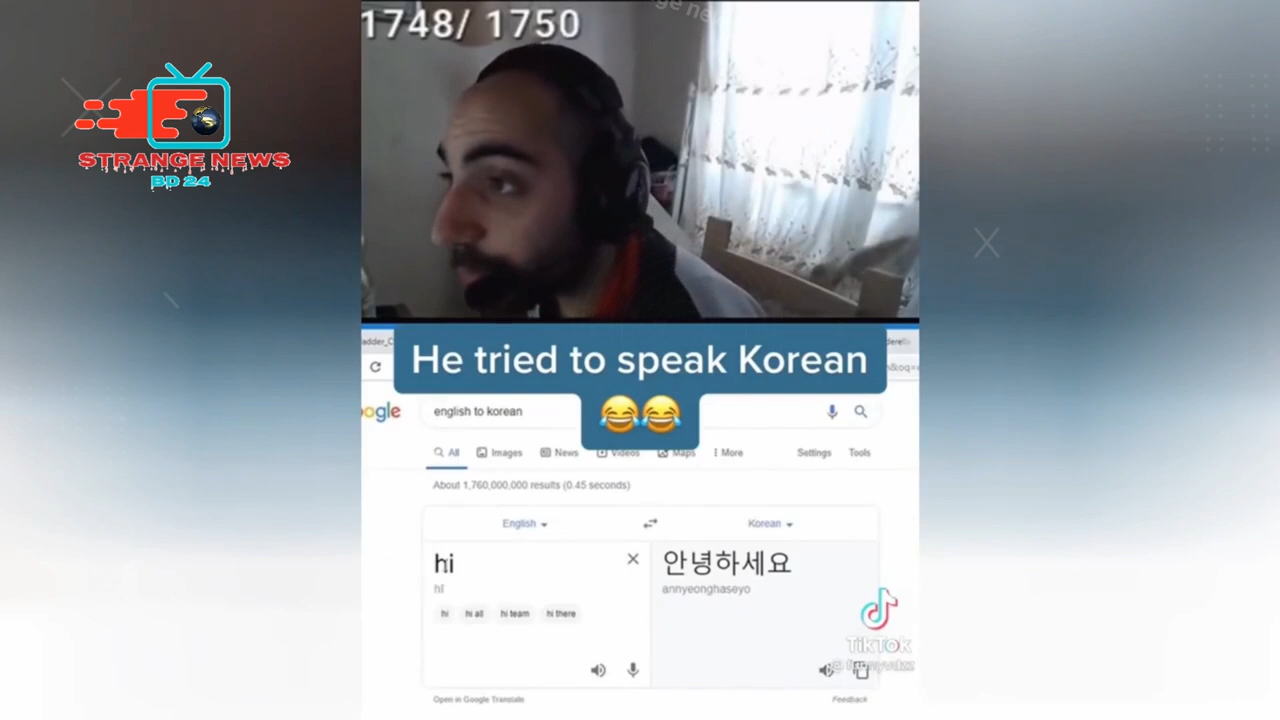 1748/ 1750
STRANGE NEWS
BD 24
He tried to speak Korean
😂😂
ogle
english to korean
All Images News Videos Maps More Settings Tools
About 1,760,000,000 results (0.45 seconds)
English Korean
hi
안녕하세요
hī
annyeonghaseyo
hi hi all hi team hi there
TikTok
Open in Google Translate Feedback